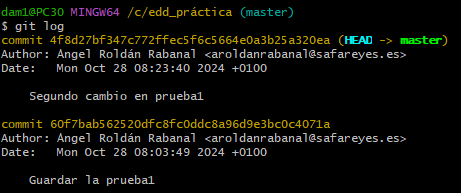 dam1@PC30 MINGW64 /c/edd_práctica (master)
$ git log
commit 4f8d27bf347c772ffec5f6c5664e0a3b25a320ea (HEAD -> master)
Author: Ángel Roldán Rabanal <aroldanrabanal@safareyes.es>
Date:   Mon Oct 28 08:23:40 2024 +0100

    Segundo cambio en prueba1

commit 60f7bab562520dfc8fc0ddc8a96d9e3bc0c4071a
Author: Ángel Roldán Rabanal <aroldanrabanal@safareyes.es>
Date:   Mon Oct 28 08:03:49 2024 +0100

    Guardar la prueba1